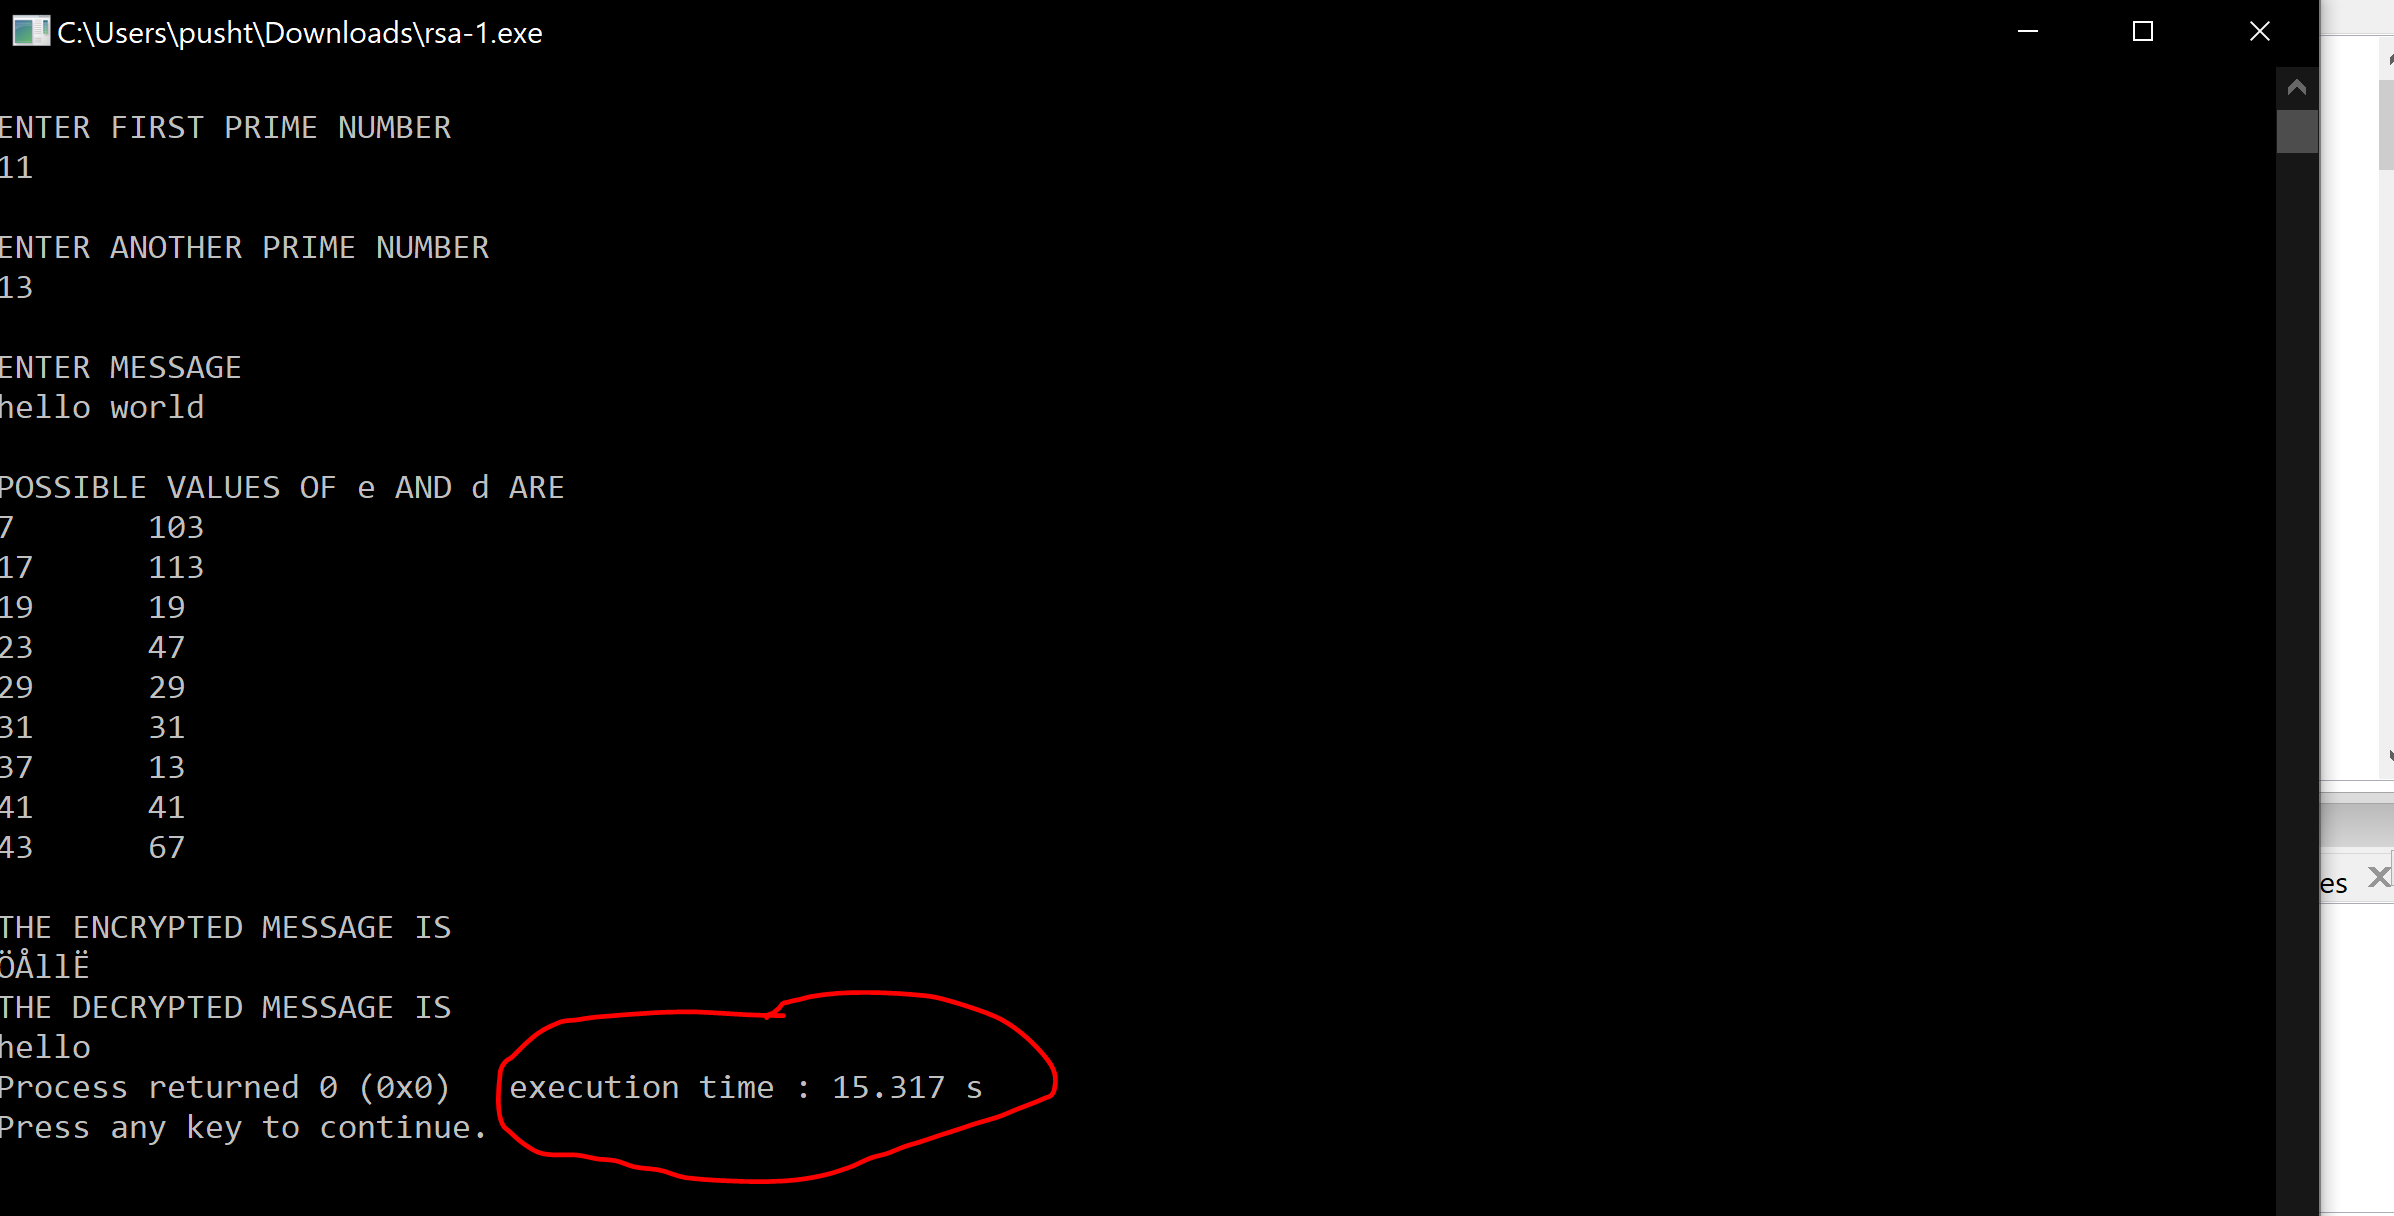 C:\Users\pusht\Downloads\rsa-1.exe
ENTER FIRST PRIME NUMBER
11
ENTER ANOTHER PRIME NUMBER
13
ENTER MESSAGE
hello world
POSSIBLE VALUES OF e AND d ARE
7 103
17 113
19 19
23 47
29 29
31 31
37 13
41 41
43 67
THE ENCRYPTED MESSAGE IS
ÖÅllË
THE DECRYPTED MESSAGE IS
hello
Process returned 0 (0x0) execution time : 15.317 s
Press any key to continue.
es